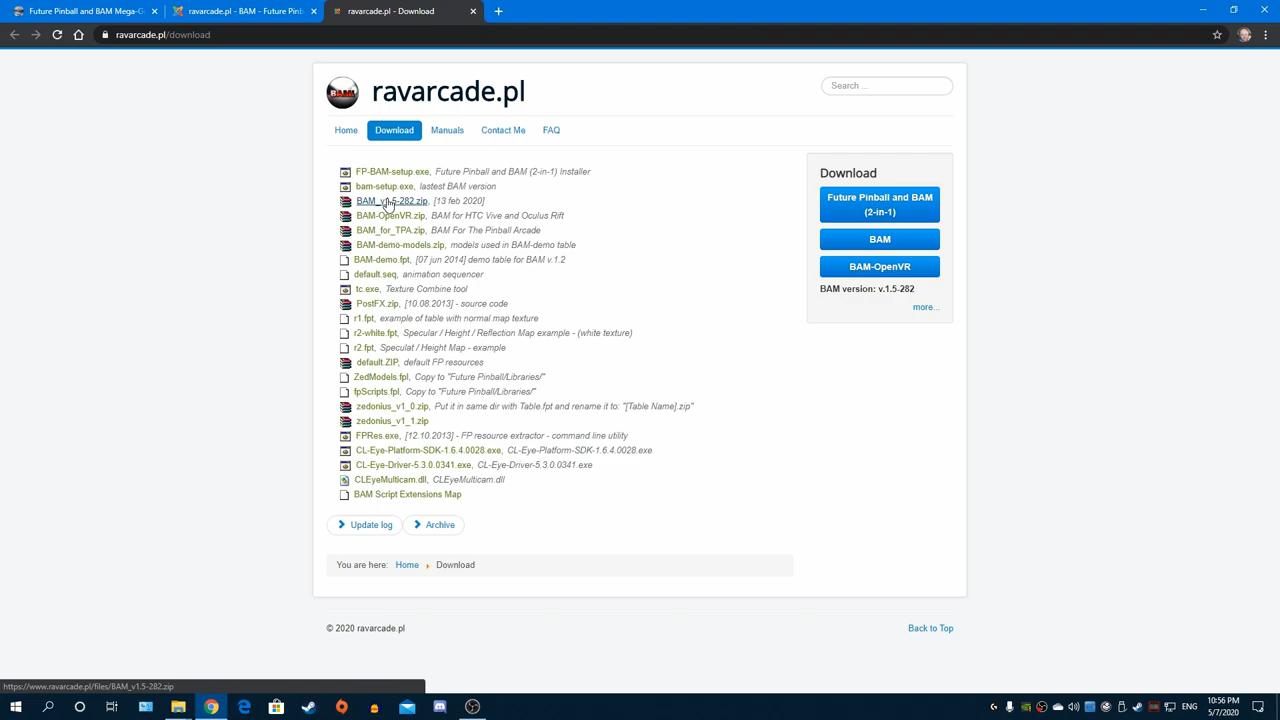 Future Pinball and BAM Mega-G
ravarcade.pl - BAM - Future Pinb
ravarcade.pl - Download
ravarcade.pl/download
BAM!
ravarcade.pl
Search ...
Home
Download
Manuals
Contact Me
FAQ
FP-BAM-setup.exe, Future Pinball and BAM (2-in-1) Installer
bam-setup.exe, lastest BAM version
BAM_v1.5-282.zip, [13 feb 2020]
BAM-OpenVR.zip, BAM for HTC Vive and Oculus Rift
BAM_for_TPA.zip, BAM For The Pinball Arcade
BAM-demo-models.zip, models used in BAM-demo table
BAM-demo.fpt, [07 jun 2014] demo table for BAM v.1.2
default.seq, animation sequencer
tc.exe, Texture Combine tool
PostFX.zip, [10.08.2013] - source code
r1.fpt, example of table with normal map texture
r2-white.fpt, Specular / Height / Reflection Map example - (white texture)
r2.fpt, Speculat / Height Map - example
default.ZIP, default FP resources
ZedModels.fpl, Copy to "Future Pinball/Libraries/"
fpScripts.fpl, Copy to "Future Pinball/Libraries/"
zedonius_v1_0.zip, Put it in same dir with Table.fpt and rename it to: "[Table Name].zip"
zedonius_v1_1.zip
FPRes.exe, [12.10.2013] - FP resource extractor - command line utility
CL-Eye-Platform-SDK-1.6.4.0028.exe, CL-Eye-Platform-SDK-1.6.4.0028.exe
CL-Eye-Driver-5.3.0.0341.exe, CL-Eye-Driver-5.3.0.0341.exe
CLEyeMulticam.dll, CLEyeMulticam.dll
BAM Script Extensions Map
Update log
Archive
You are here: Home Download
Download
Future Pinball and BAM
(2-in-1)
BAM
BAM-OpenVR
BAM version: v.1.5-282
more...
© 2020 ravarcade.pl
Back to Top
https://www.ravarcade.pl/files/BAM_v1.5-282.zip
ENG
10:56 PM
5/7/2020